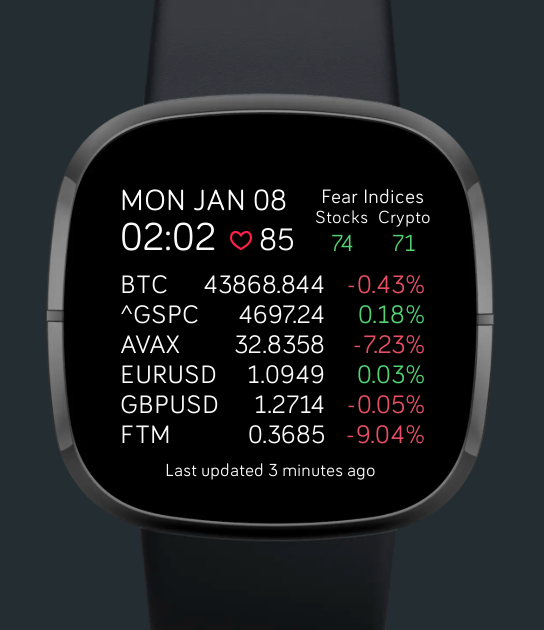 MON JAN 08
02:02 85
Fear Indices
Stocks Crypto
74 71
BTC 43868.844 -0.43%
^GSPC 4697.24 0.18%
AVAX 32.8358 -7.23%
EURUSD 1.0949 0.03%
GBPUSD 1.2714 -0.05%
FTM 0.3685 -9.04%
Last updated 3 minutes ago